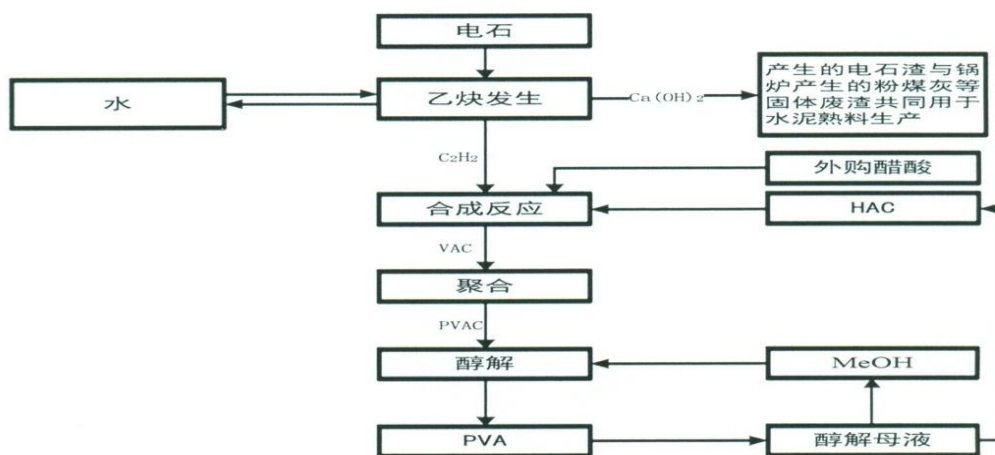 电石
水
乙炔发生
Ca(OH)2
产生的电石渣与锅
炉产生的粉煤灰等
固体废渣共同用于
水泥熟料生产
C2H2
外购醋酸
合成反应
HAC
VAC
聚合
PVAC
醇解
MeOH
PVA
醇解母液